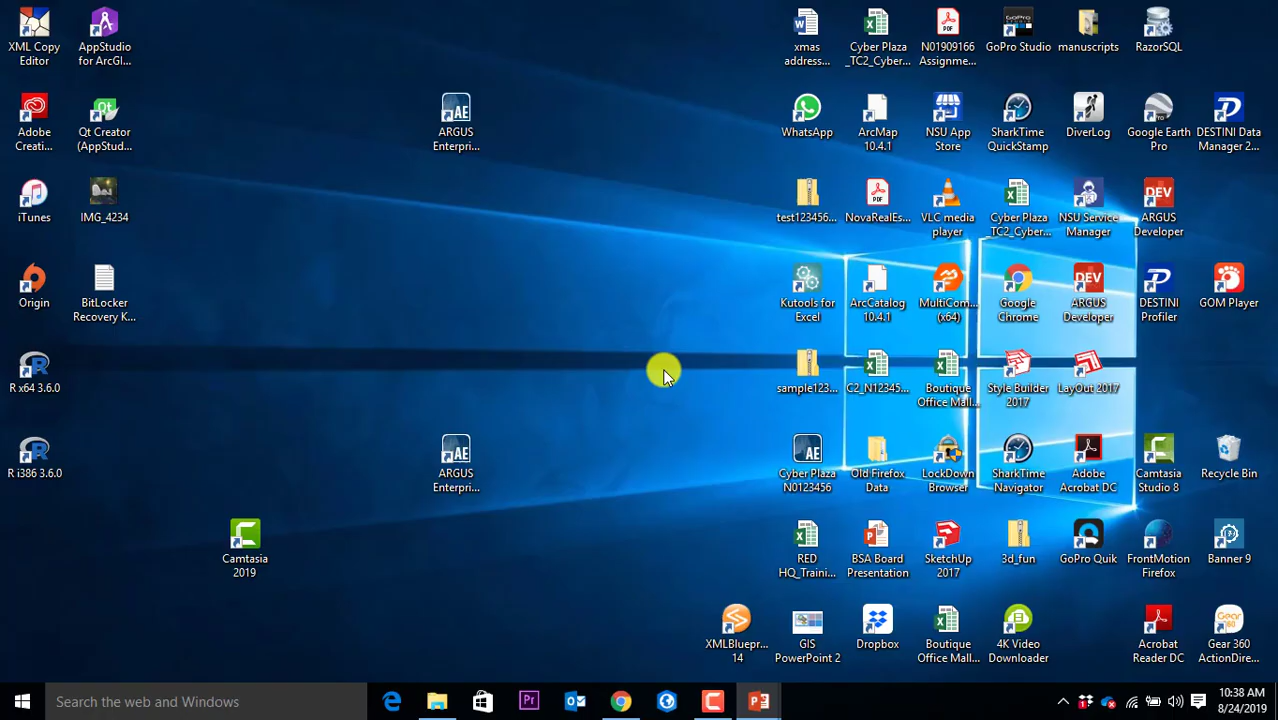 XML Copy
Editor
AppStudio
for ArcGI...
xmas
address...
Cyber Plaza
_TC2_Cyber...
N01909166
Assignme...
GoPro Studio
manuscripts
RazorSQL
Adobe
Creati...
Qt Creator
(AppStud...
ARGUS
Enterpri...
WhatsApp
ArcMap
10.4.1
NSU App
Store
SharkTime
QuickStamp
DiverLog
Google Earth
Pro
DESTINI Data
Manager 2...
iTunes
IMG_4234
test123456...
NovaRealEs...
VLC media
player
Cyber Plaza
TC2_Cyber...
NSU Service
Manager
ARGUS
Developer
Origin
BitLocker
Recovery K...
Kutools for
Excel
ArcCatalog
10.4.1
MultiCom...
(x64)
Google
Chrome
ARGUS
Developer
DESTINI
Profiler
GOM Player
R x64 3.6.0
sample123...
C2_N12345...
Boutique
Office Mall...
Style Builder
2017
LayOut 2017
R i386 3.6.0
ARGUS
Enterpri...
Cyber Plaza
N0123456
Old Firefox
Data
LockDown
Browser
SharkTime
Navigator
Adobe
Acrobat DC
Camtasia
Studio 8
Recycle Bin
Camtasia
2019
RED
HQ_Traini...
BSA Board
Presentation
SketchUp
2017
3d_fun
GoPro Quik
FrontMotion
Firefox
Banner 9
XMLBluepr...
14
GIS
PowerPoint 2
Dropbox
Boutique
Office Mall...
4K Video
Downloader
Acrobat
Reader DC
Gear 360
ActionDire...
Search the web and Windows
10:38 AM
8/24/2019